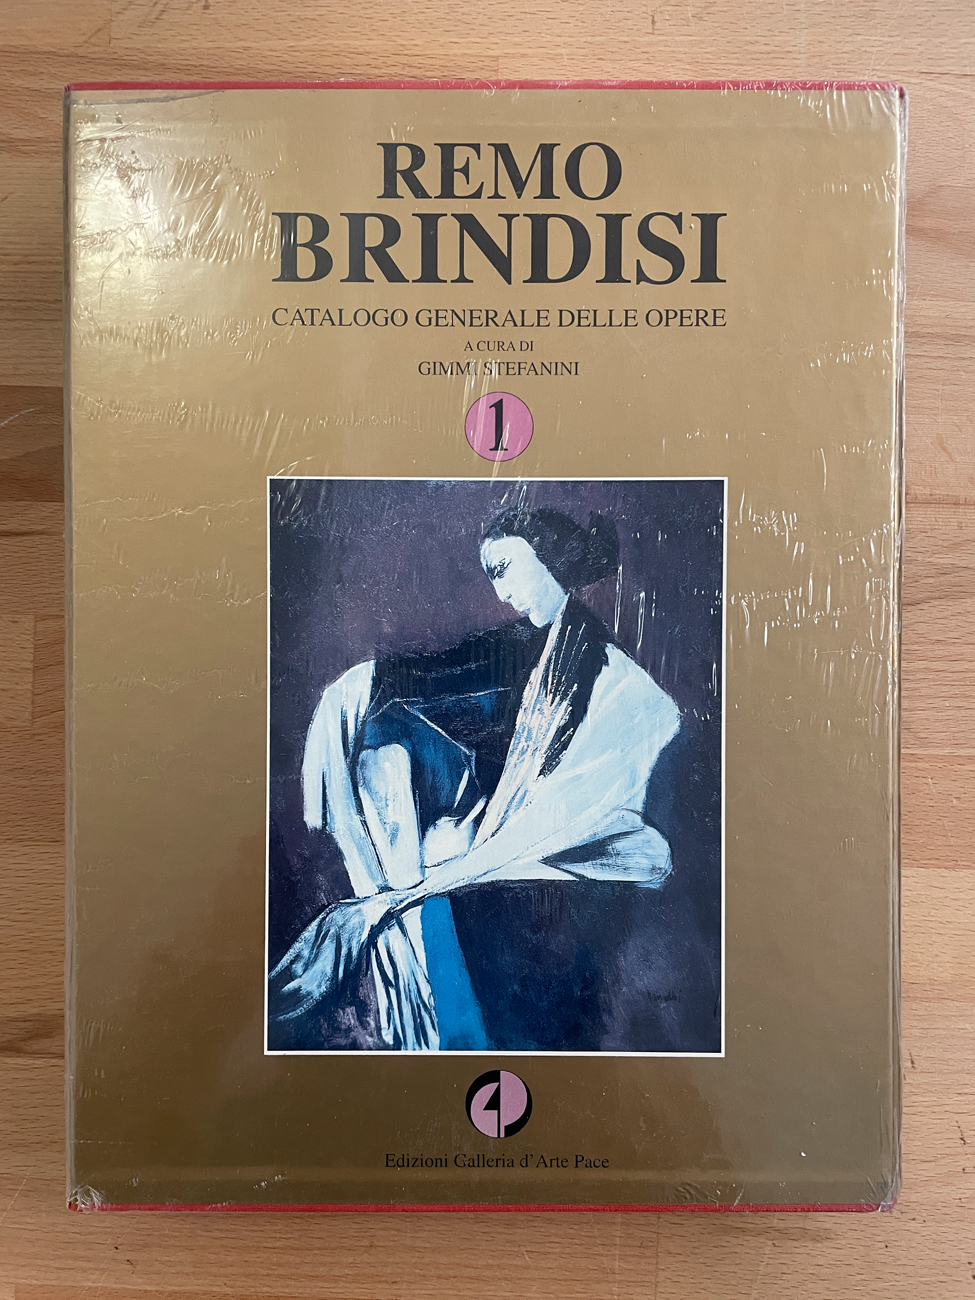 REMO
BRINDISI
CATALOGO GENERALE DELLE OPERE
A CURA DI
GIMMI STEFANINI
1
Edizioni Galleria d'Arte Pace